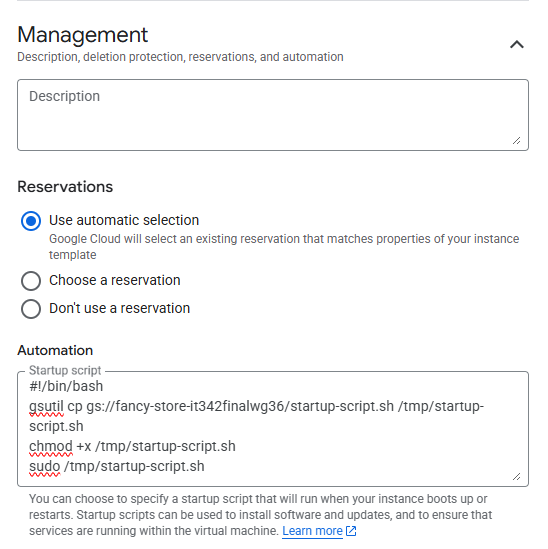 Management
Description, deletion protection, reservations, and automation
Description
Reservations
Use automatic selection
Google Cloud will select an existing reservation that matches properties of your instance
template
Choose a reservation
Don't use a reservation
Automation
Startup script
#!/bin/bash
gsutil cp gs://fancy-store-it342finalwg36/startup-script.sh /tmp/startup-
script.sh
chmod +x /tmp/startup-script.sh
sudo /tmp/startup-script.sh
You can choose to specify a startup script that will run when your instance boots up or
restarts. Startup scripts can be used to install software and updates, and to ensure that
services are running within the virtual machine. Learn more